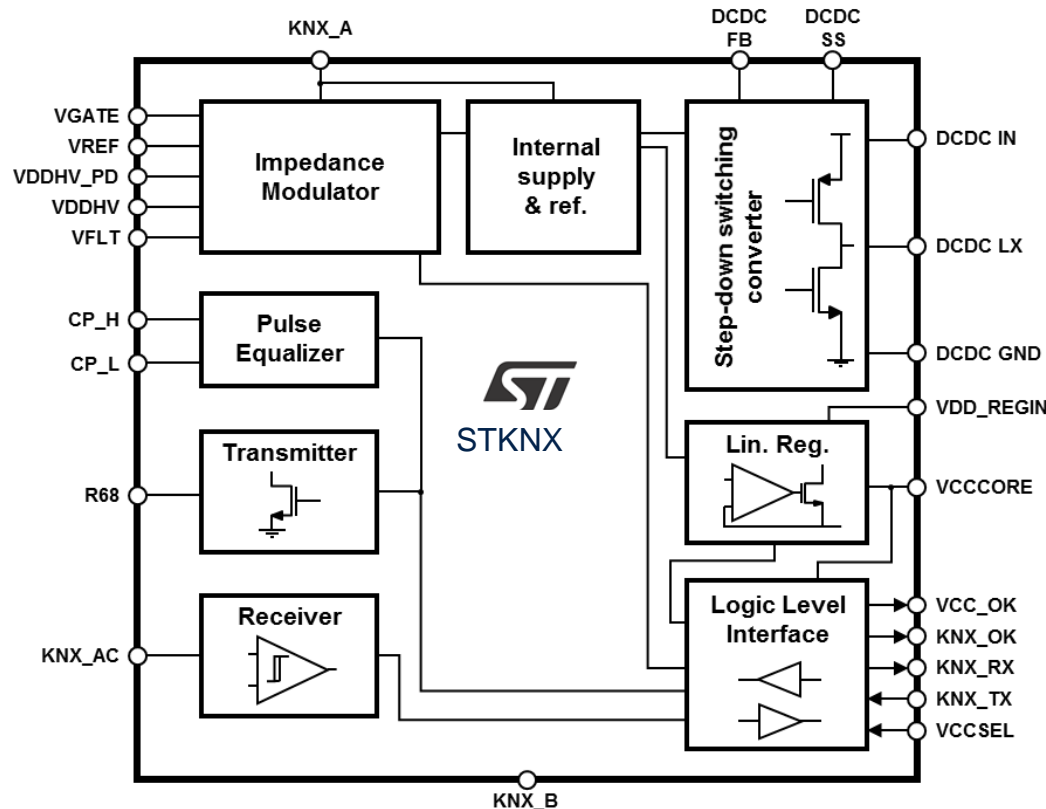 KNX_A
DCDC
FB
DCDC
SS
VGATE
VREF
VDDHV_PD
VDDHV
VFLT
Impedance
Modulator
Internal
supply
& ref.
Step-down switching
converter
DCDC IN
DCDC LX
DCDC GND
CP_H
CP_L
Pulse
Equalizer
ST
STKNX
VDD_REGIN
Lin. Reg.
VCCCORE
Transmitter
R68
Receiver
KNX_AC
Logic Level
Interface
VCC_OK
KNX_OK
KNX_RX
KNX_TX
VCCSEL
KNX_B